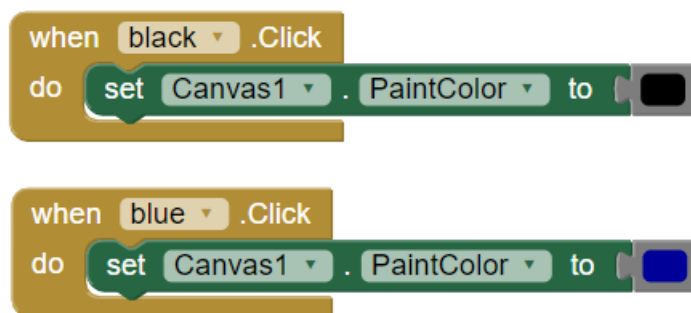 when black .Click
do set Canvas1 . PaintColor to
when blue .Click
do set Canvas1 . PaintColor to